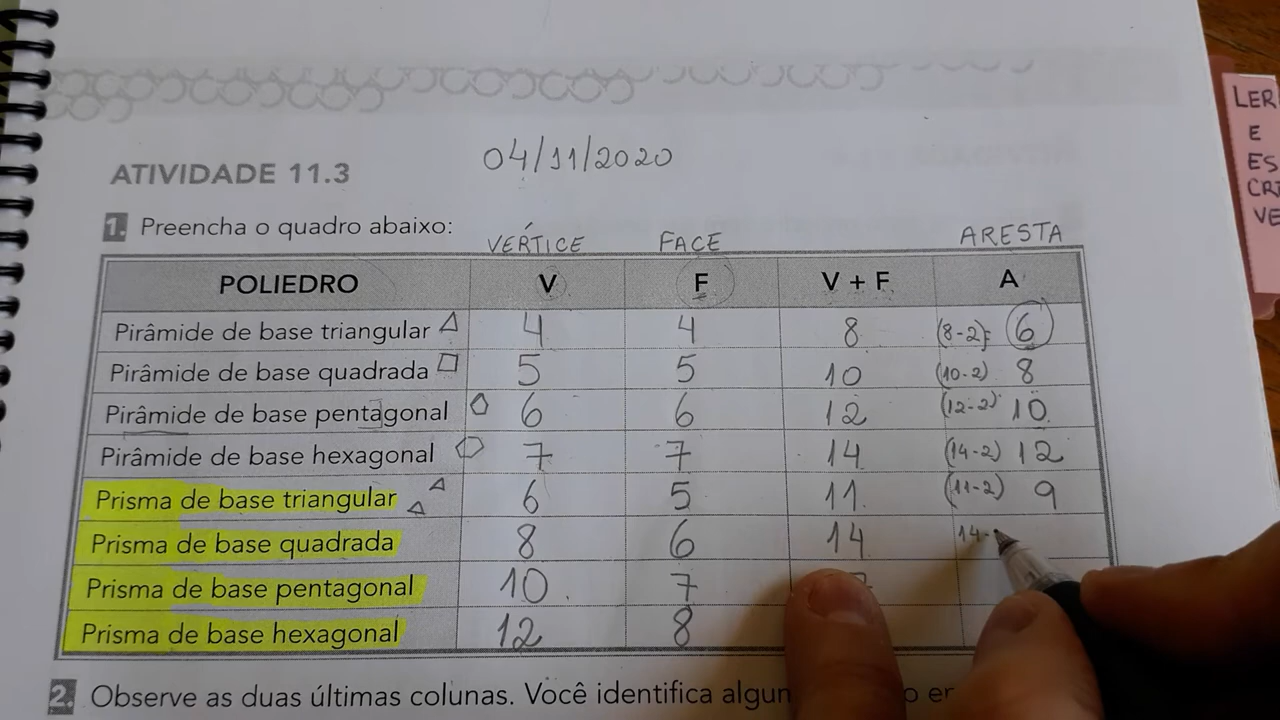 LER
E
ES
CRI
VE
04/11/2020
ATIVIDADE 11.3
1. Preencha o quadro abaixo:
VÉRTICE FACE ARESTA
POLIEDRO V F V + F A
Pirâmide de base triangular 4 4 8 (8-2)= 6
Pirâmide de base quadrada 5 5 10 (10-2) 8
Pirâmide de base pentagonal 6 6 12 (12-2) 10
Pirâmide de base hexagonal 7 7 14 (14-2) 12
Prisma de base triangular 6 5 11 (11-2) 9
Prisma de base quadrada 8 6 14 14-
Prisma de base pentagonal 10 7
Prisma de base hexagonal 12 8
2. Observe as duas últimas colunas. Você identifica algun